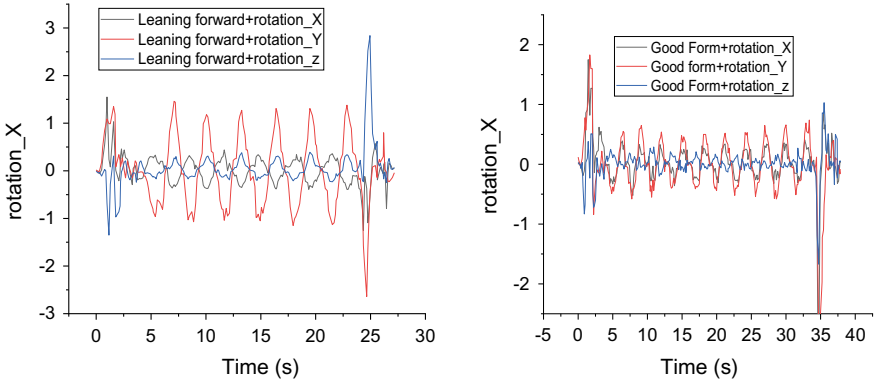 Leaning forward+rotation_X
Leaning forward+rotation_Y
Leaning forward+rotation_z
rotation_X
3
2
1
0
-1
-2
-3
0
5
10
15
20
25
30
Time (s)
Good Form+rotation_X
Good form+rotation_Y
Good Form+rotation_z
rotation_X
2
1
0
-1
-2
-5
0
5
10
15
20
25
30
35
40
Time (s)